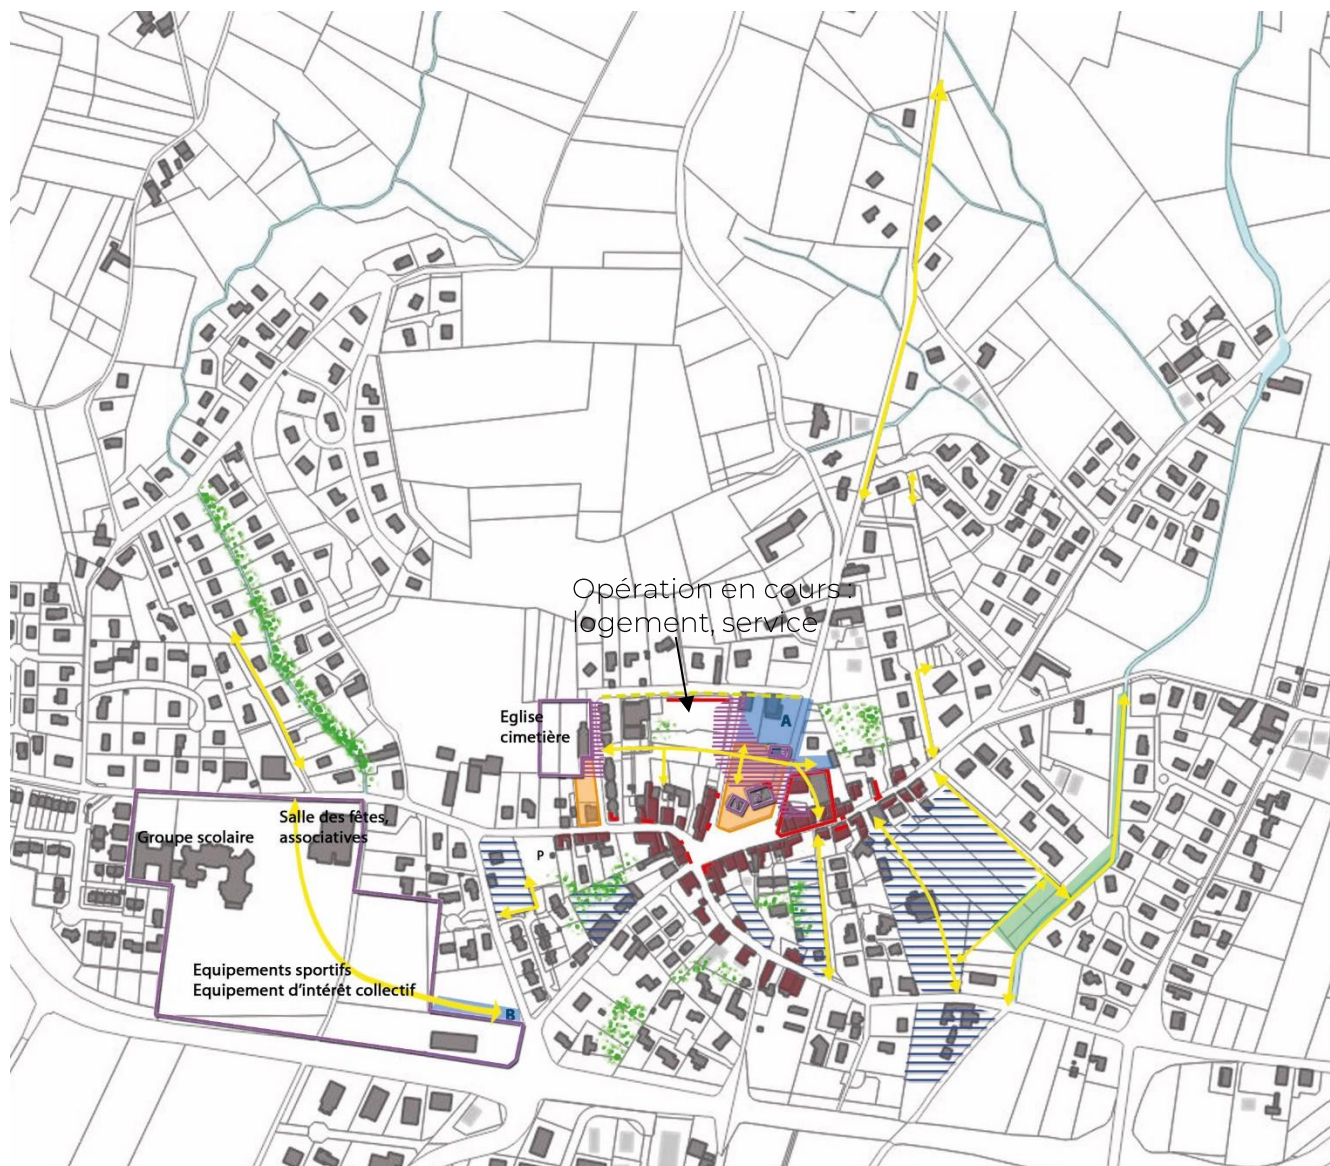 Opération en cours :
logement, service
Eglise
cimetière
A
Salle des fêtes,
associatives
Groupe scolaire
P
Equipements sportifs
Equipement d'intérêt collectif
B